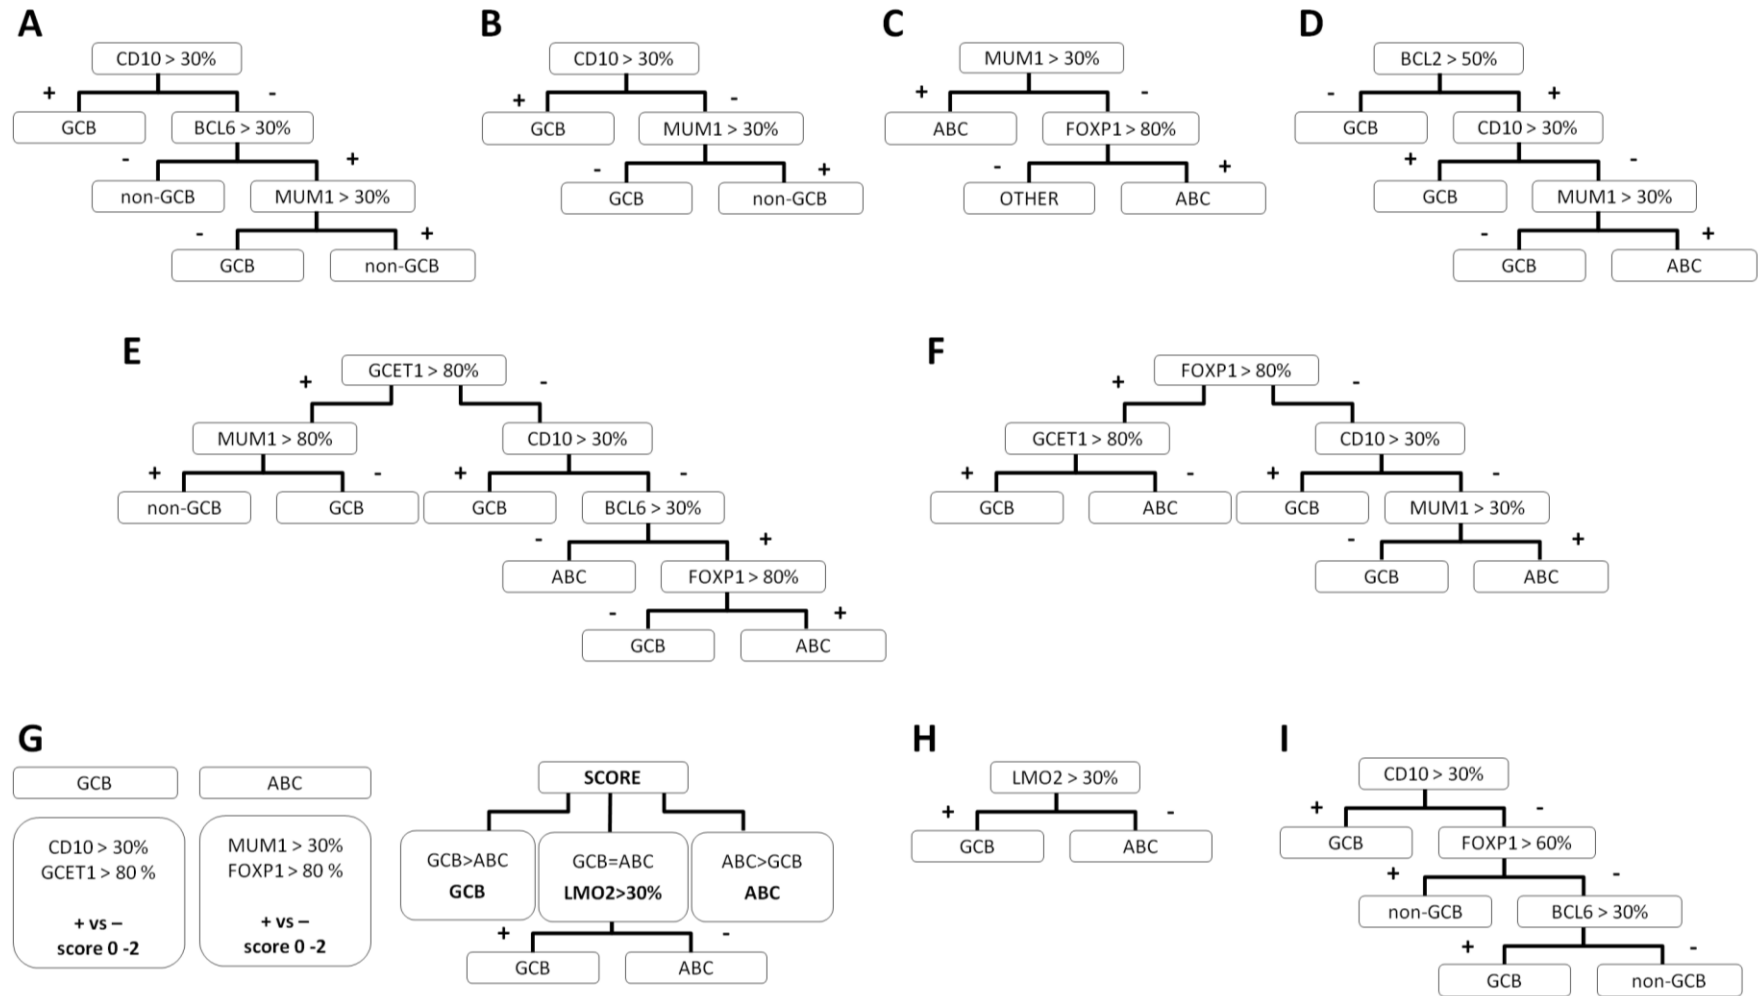 A
CD10 > 30%
+ -
GCB BCL6 > 30%
- +
non-GCB MUM1 > 30%
- +
GCB non-GCB
B
CD10 > 30%
+ -
GCB MUM1 > 30%
- +
GCB non-GCB
C
MUM1 > 30%
+ -
ABC FOXP1 > 80%
- +
OTHER ABC
D
BCL2 > 50%
- +
GCB CD10 > 30%
+ -
GCB MUM1 > 30%
- +
GCB ABC
E
GCET1 > 80%
+ -
MUM1 > 80% CD10 > 30%
+ - + -
non-GCB GCB GCB BCL6 > 30%
- +
ABC FOXP1 > 80%
- +
GCB ABC
F
FOXP1 > 80%
+ -
GCET1 > 80% CD10 > 30%
+ - + -
GCB ABC GCB MUM1 > 30%
- +
GCB ABC
G
GCB ABC
CD10 > 30%
GCET1 > 80 %
+ vs –
score 0 -2
MUM1 > 30%
FOXP1 > 80 %
+ vs –
score 0 -2
SCORE
GCB>ABC
GCB
GCB=ABC
LMO2>30%
ABC>GCB
ABC
+ -
GCB ABC
H
LMO2 > 30%
+ -
GCB ABC
I
CD10 > 30%
+ -
GCB FOXP1 > 60%
+ -
non-GCB BCL6 > 30%
+ -
GCB non-GCB